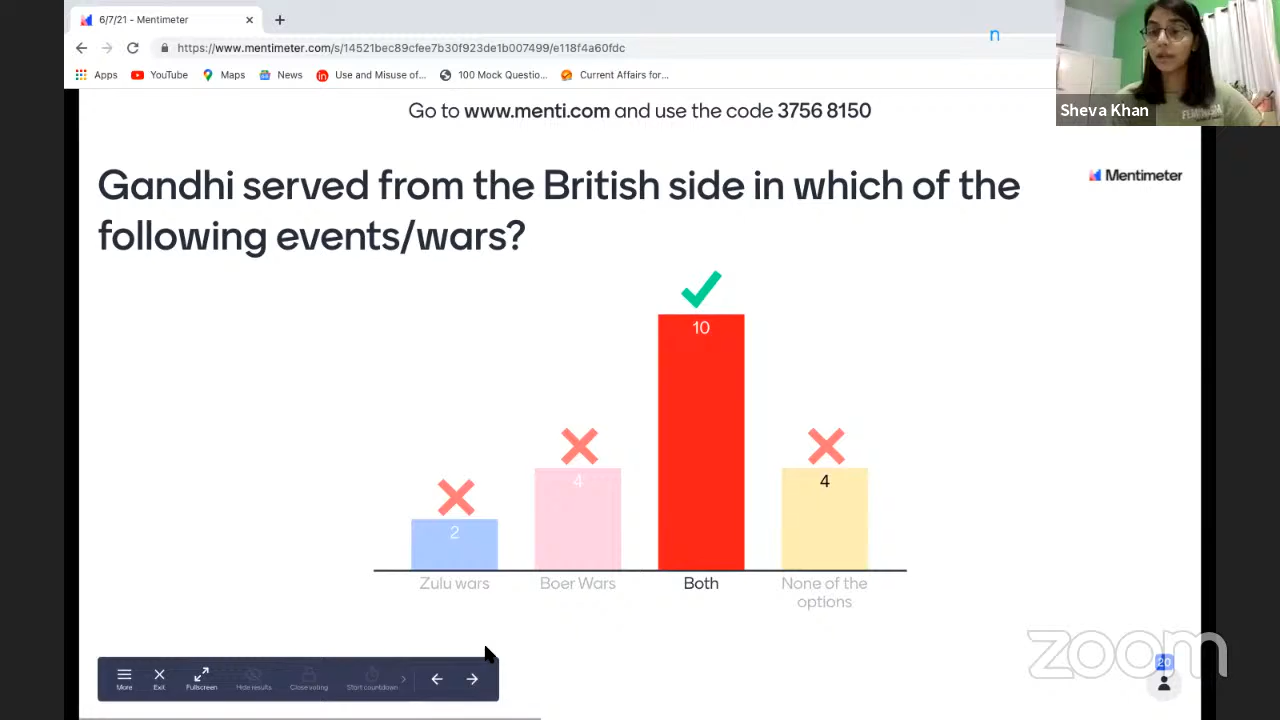 6/7/21 - Mentimeter
https://www.mentimeter.com/s/14521bec89cfee7b30f923de1b007499/e118f4a60fdc
n
Apps YouTube Maps News Use and Misuse of... 100 Mock Questio... Current Affairs for...
Sheva Khan
FEMINISM
Go to www.menti.com and use the code 3756 8150
Mentimeter
Gandhi served from the British side in which of the
following events/wars?
10
4
4
2
Zulu wars
Boer Wars
Both
None of the
options
More Exit Fullscreen Hide results Close voting Start countdown
20
zoom